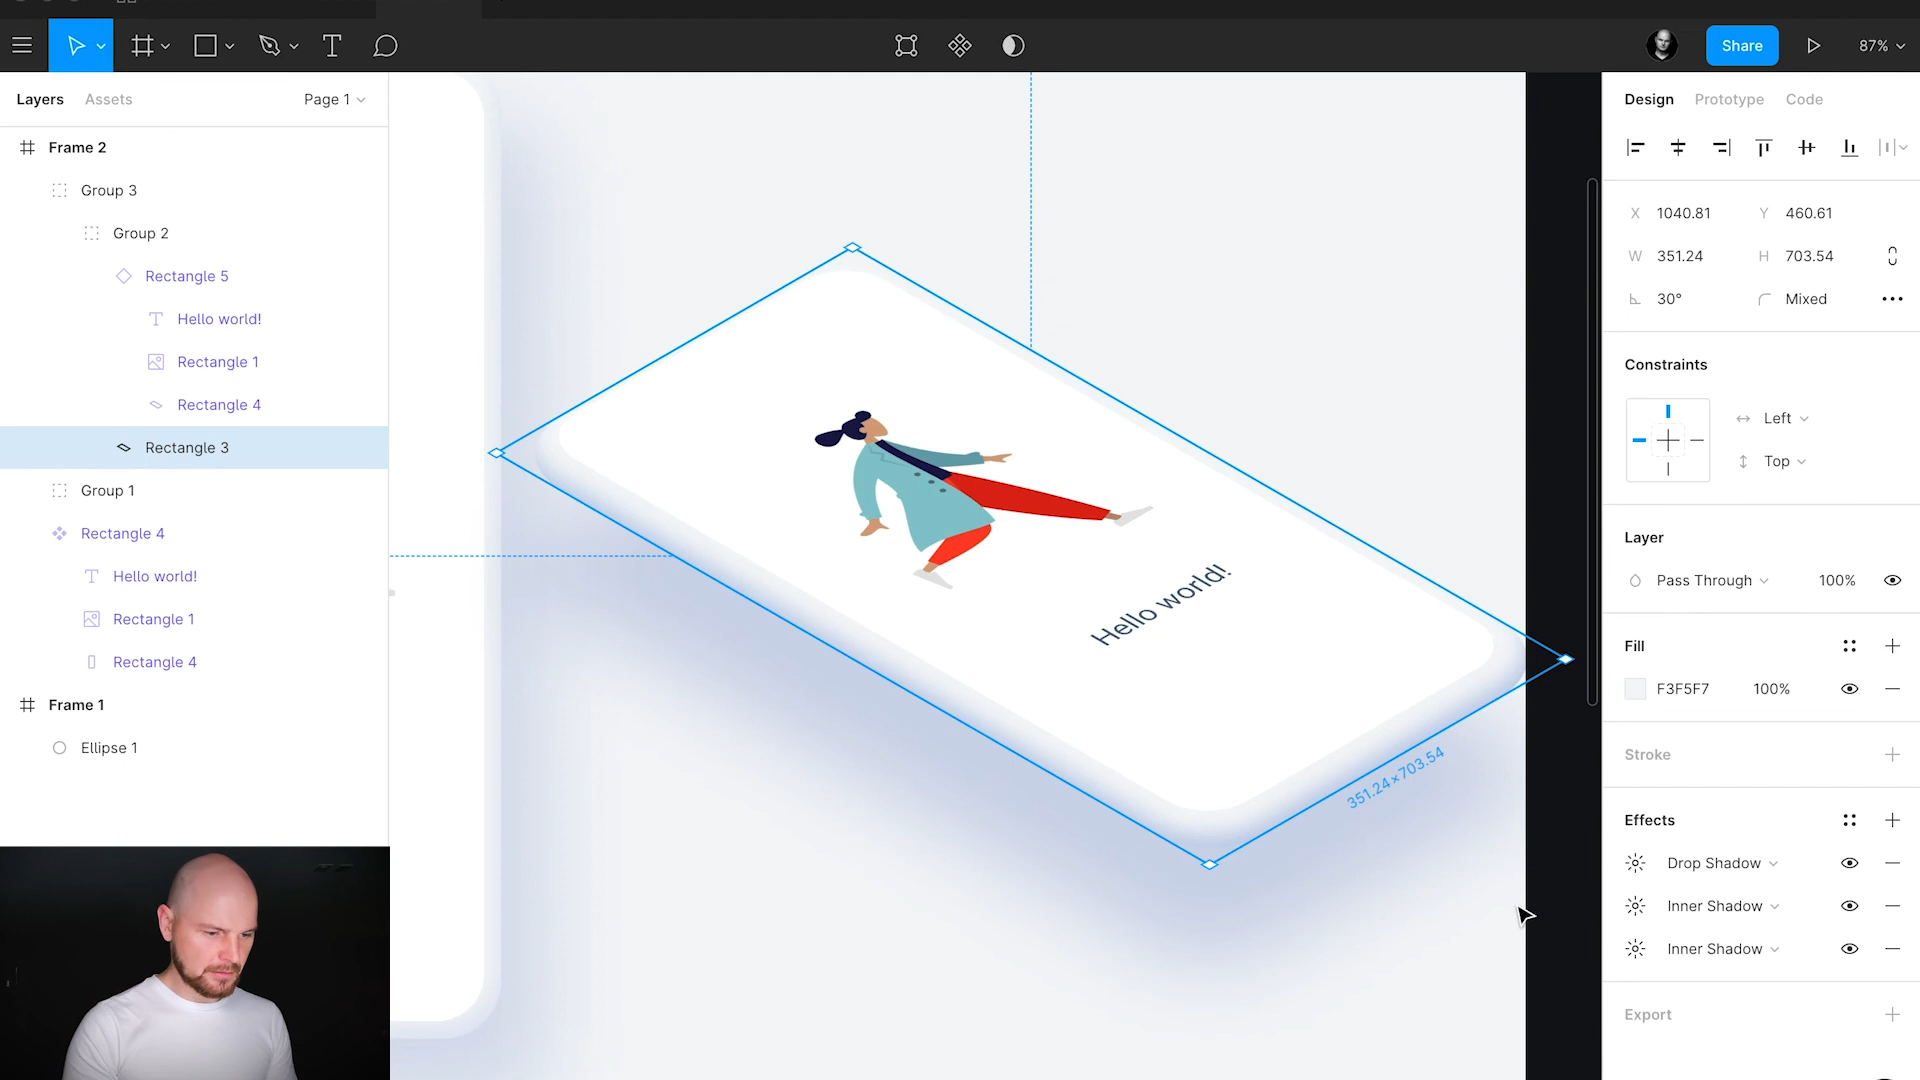 Share
87%
Layers
Assets
Page 1
Frame 2
Group 3
Group 2
Rectangle 5
Hello world!
Rectangle 1
Rectangle 4
Rectangle 3
Group 1
Rectangle 4
Hello world!
Rectangle 1
Rectangle 4
Frame 1
Ellipse 1
Hello world!
351.24×703.54
Design
Prototype
Code
X 1040.81
Y 460.61
W 351.24
H 703.54
30°
Mixed
Constraints
Left
Top
Layer
Pass Through
100%
Fill
F3F5F7
100%
Stroke
Effects
Drop Shadow
Inner Shadow
Inner Shadow
Export